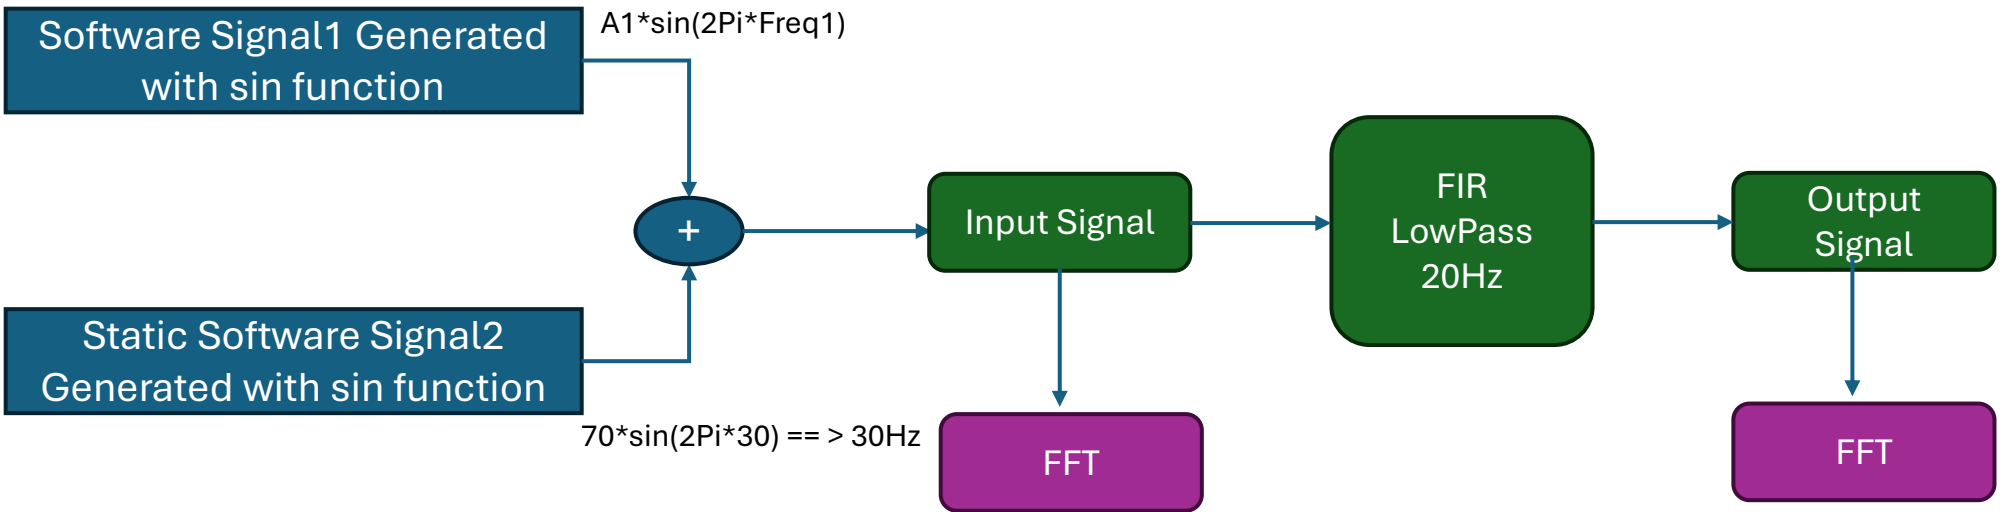 Software Signal1 Generated
with sin function
A1*sin(2Pi*Freq1)
+
Input Signal
FIR
LowPass
20Hz
Output
Signal
Static Software Signal2
Generated with sin function
70*sin(2Pi*30) == > 30Hz
FFT
FFT